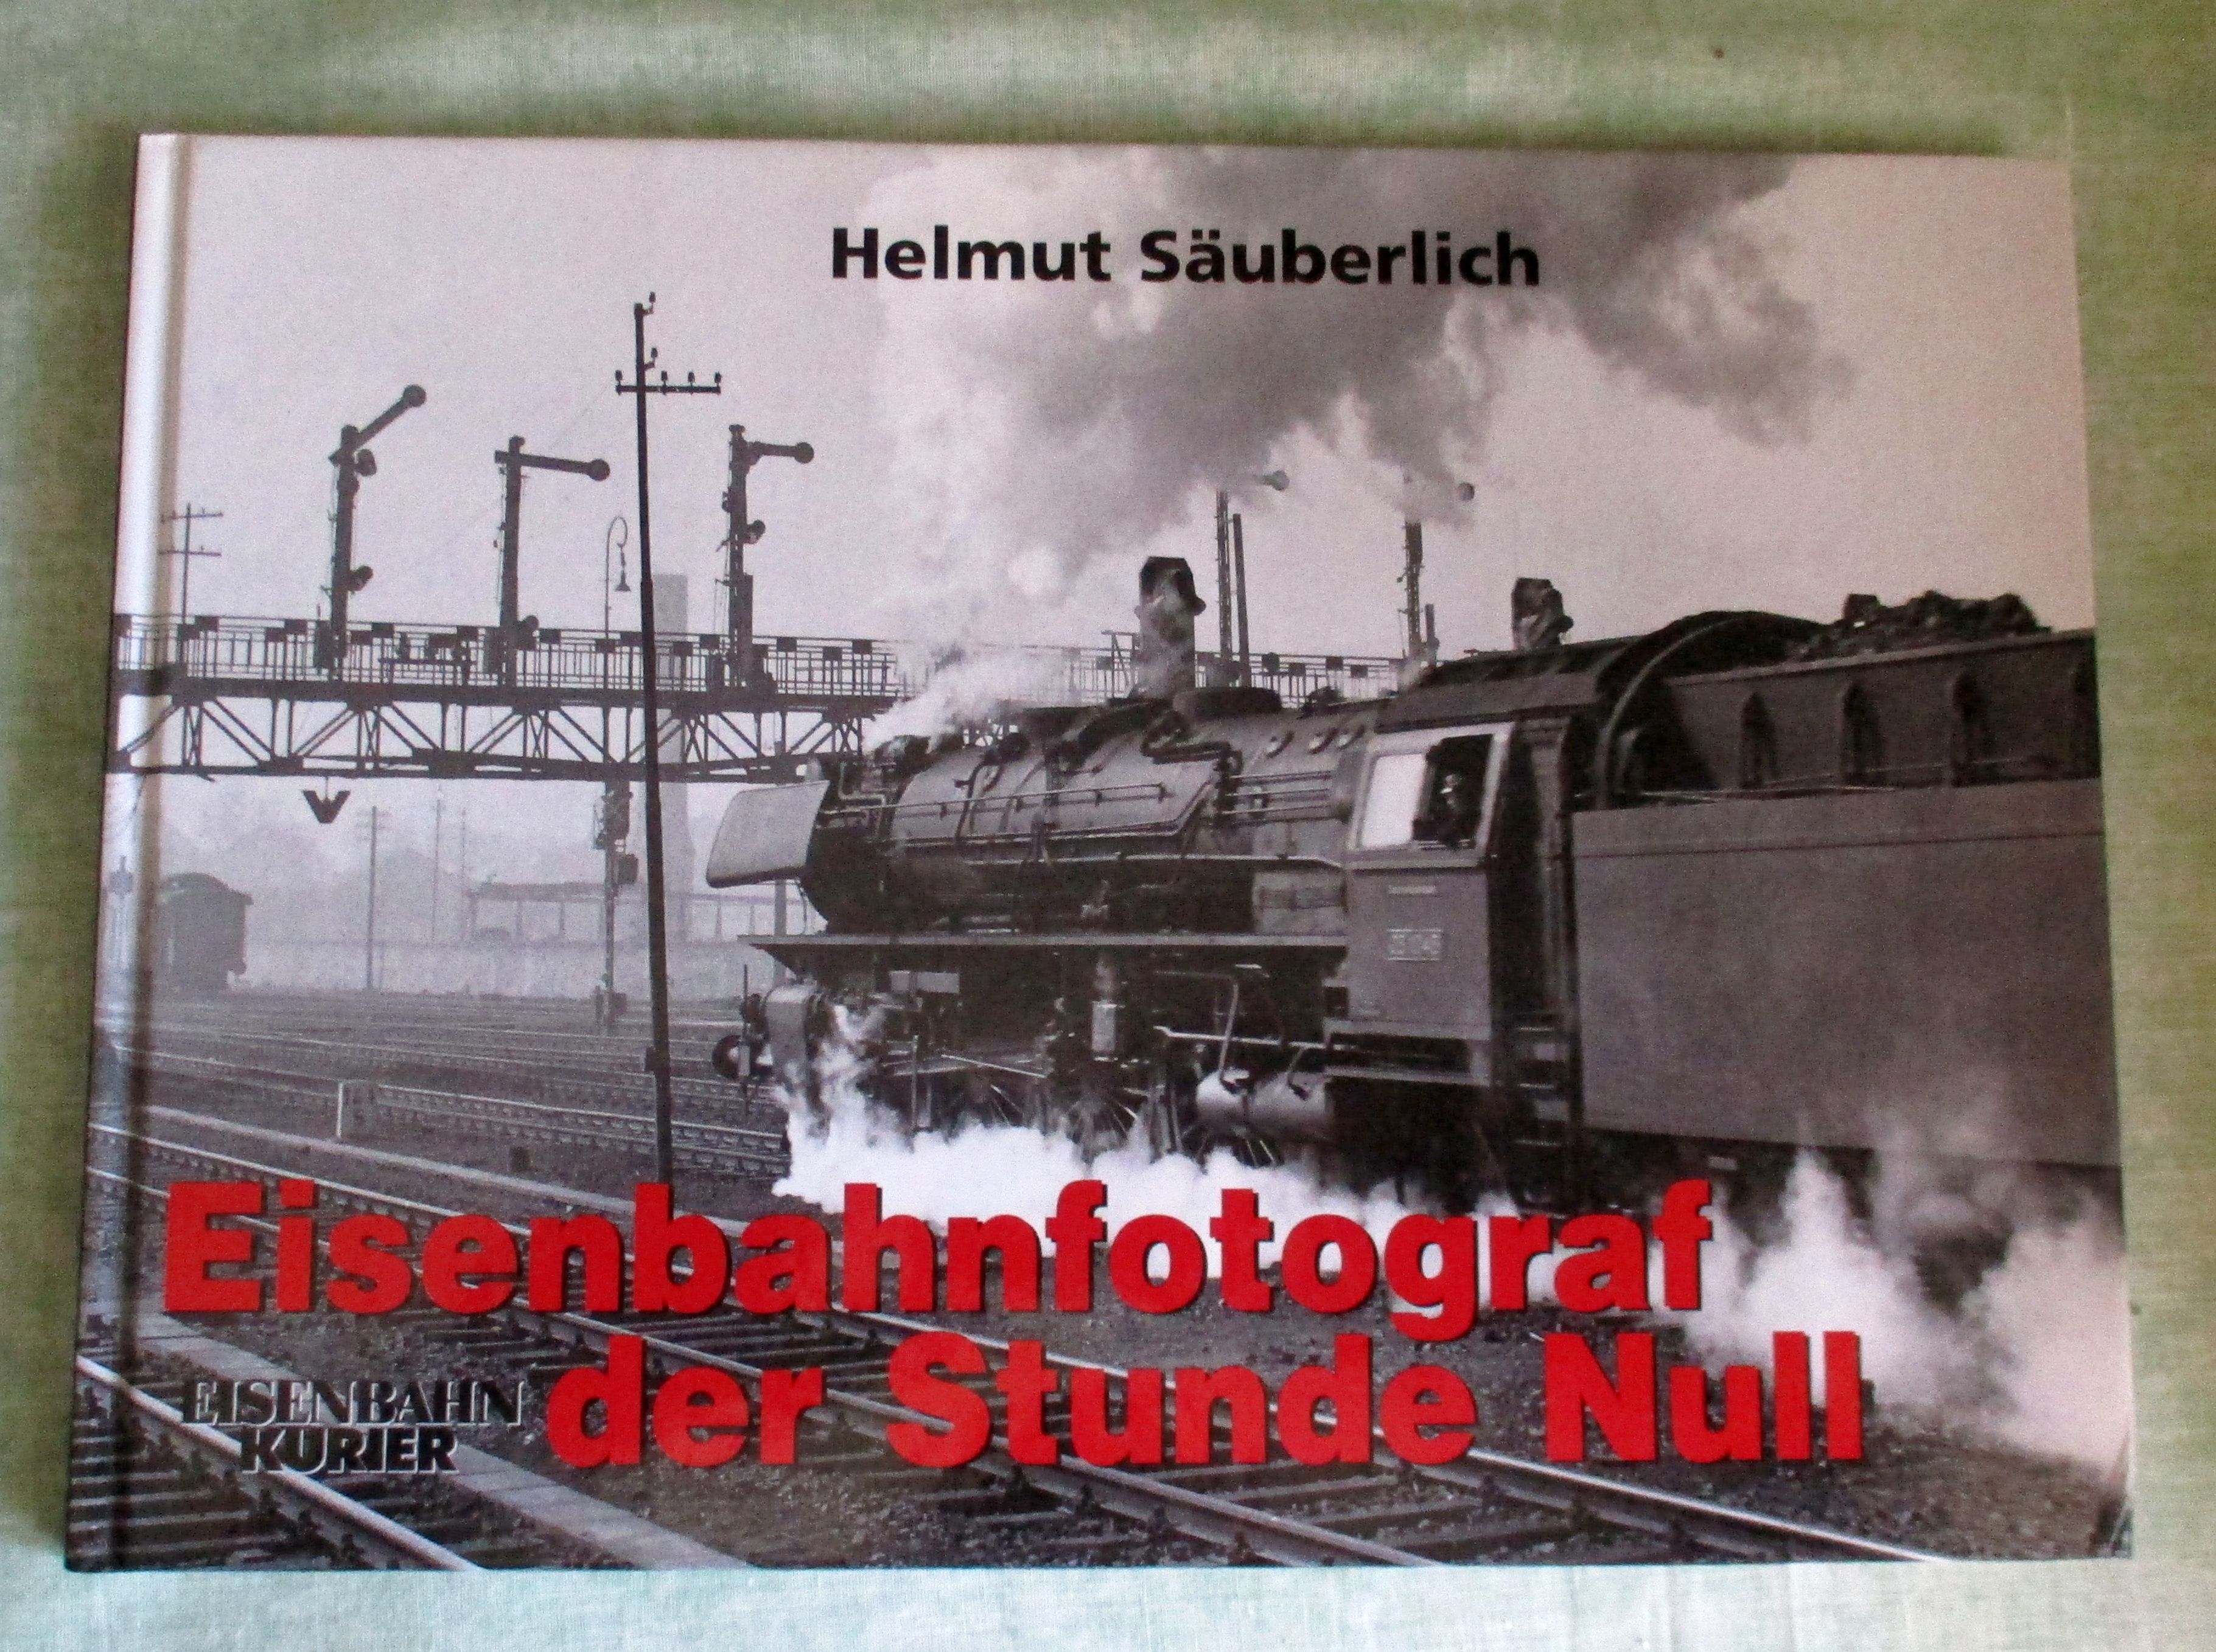 Helmut Säuberlich
Eisenbahnfotograf
der Stunde Null
EISENBAHN
KURIER